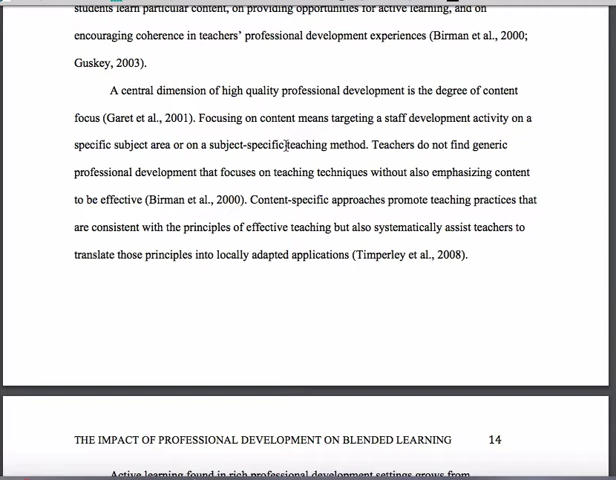 students learn particular content, on providing opportunities for active learning, and on
encouraging coherence in teachers’ professional development experiences (Birman et al., 2000;
Guskey, 2003).
A central dimension of high quality professional development is the degree of content
focus (Garet et al., 2001). Focusing on content means targeting a staff development activity on a
specific subject area or on a subject-specific teaching method. Teachers do not find generic
professional development that focuses on teaching techniques without also emphasizing content
to be effective (Birman et al., 2000). Content-specific approaches promote teaching practices that
are consistent with the principles of effective teaching but also systematically assist teachers to
translate those principles into locally adapted applications (Timperley et al., 2008).
THE IMPACT OF PROFESSIONAL DEVELOPMENT ON BLENDED LEARNING 14
Active learning found in rich professional development settings grows from